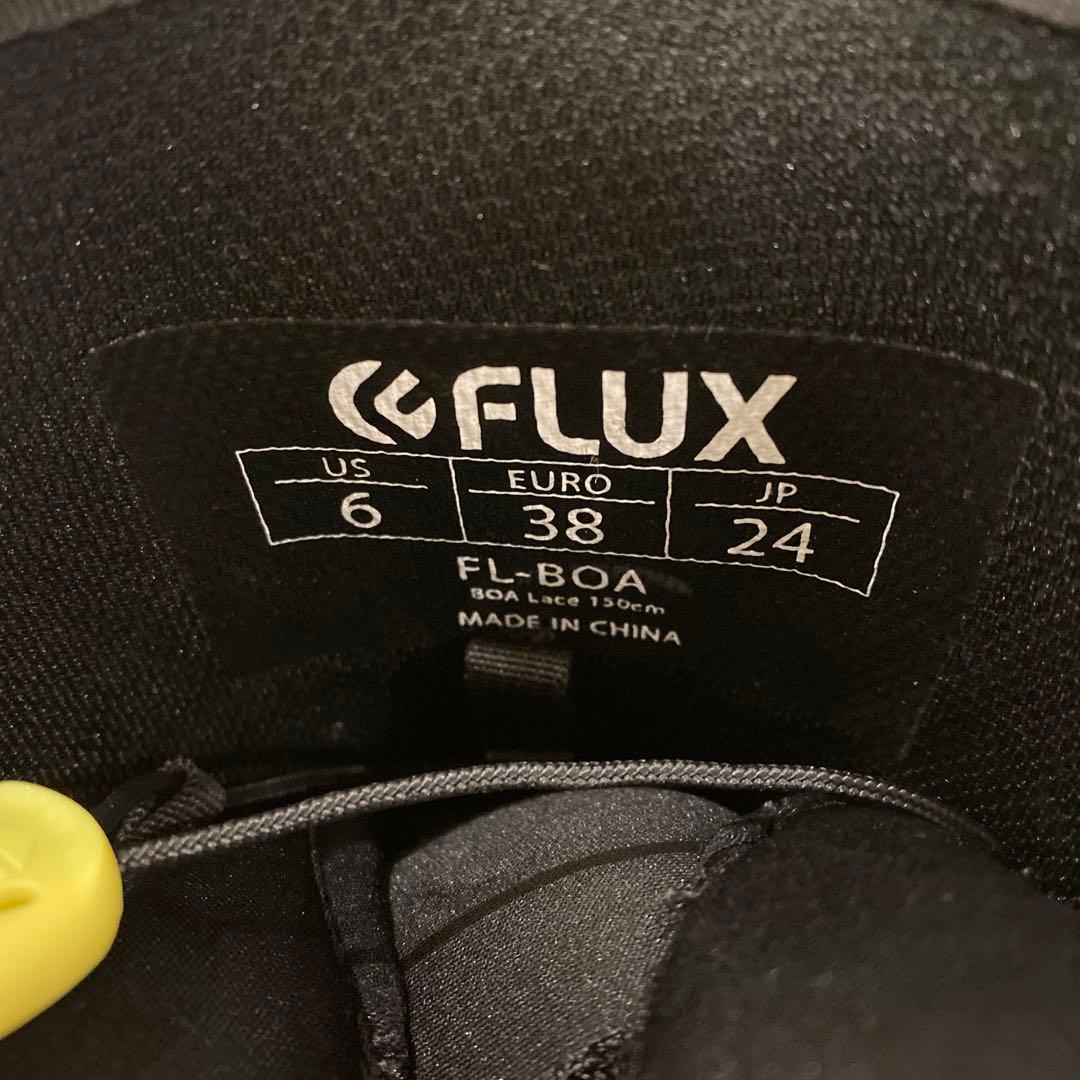 FLUX
US EURO JP
6 38 24
FL-BOA
BOA Lace 150cm
MADE IN CHINA